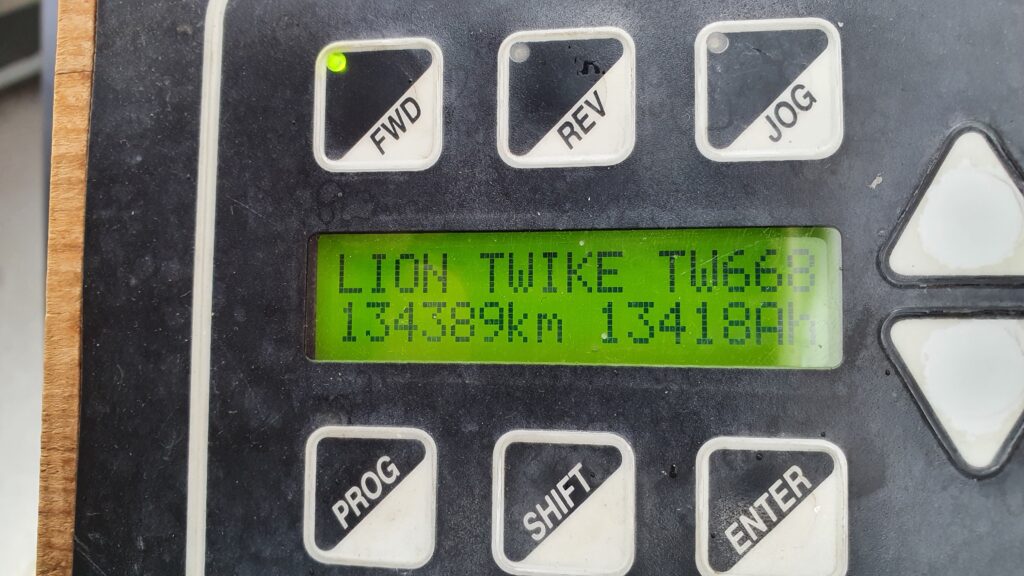 FWD REV JOG
LION TWIKE TW668
134389km 13418Ah
PROG SHIFT ENTER